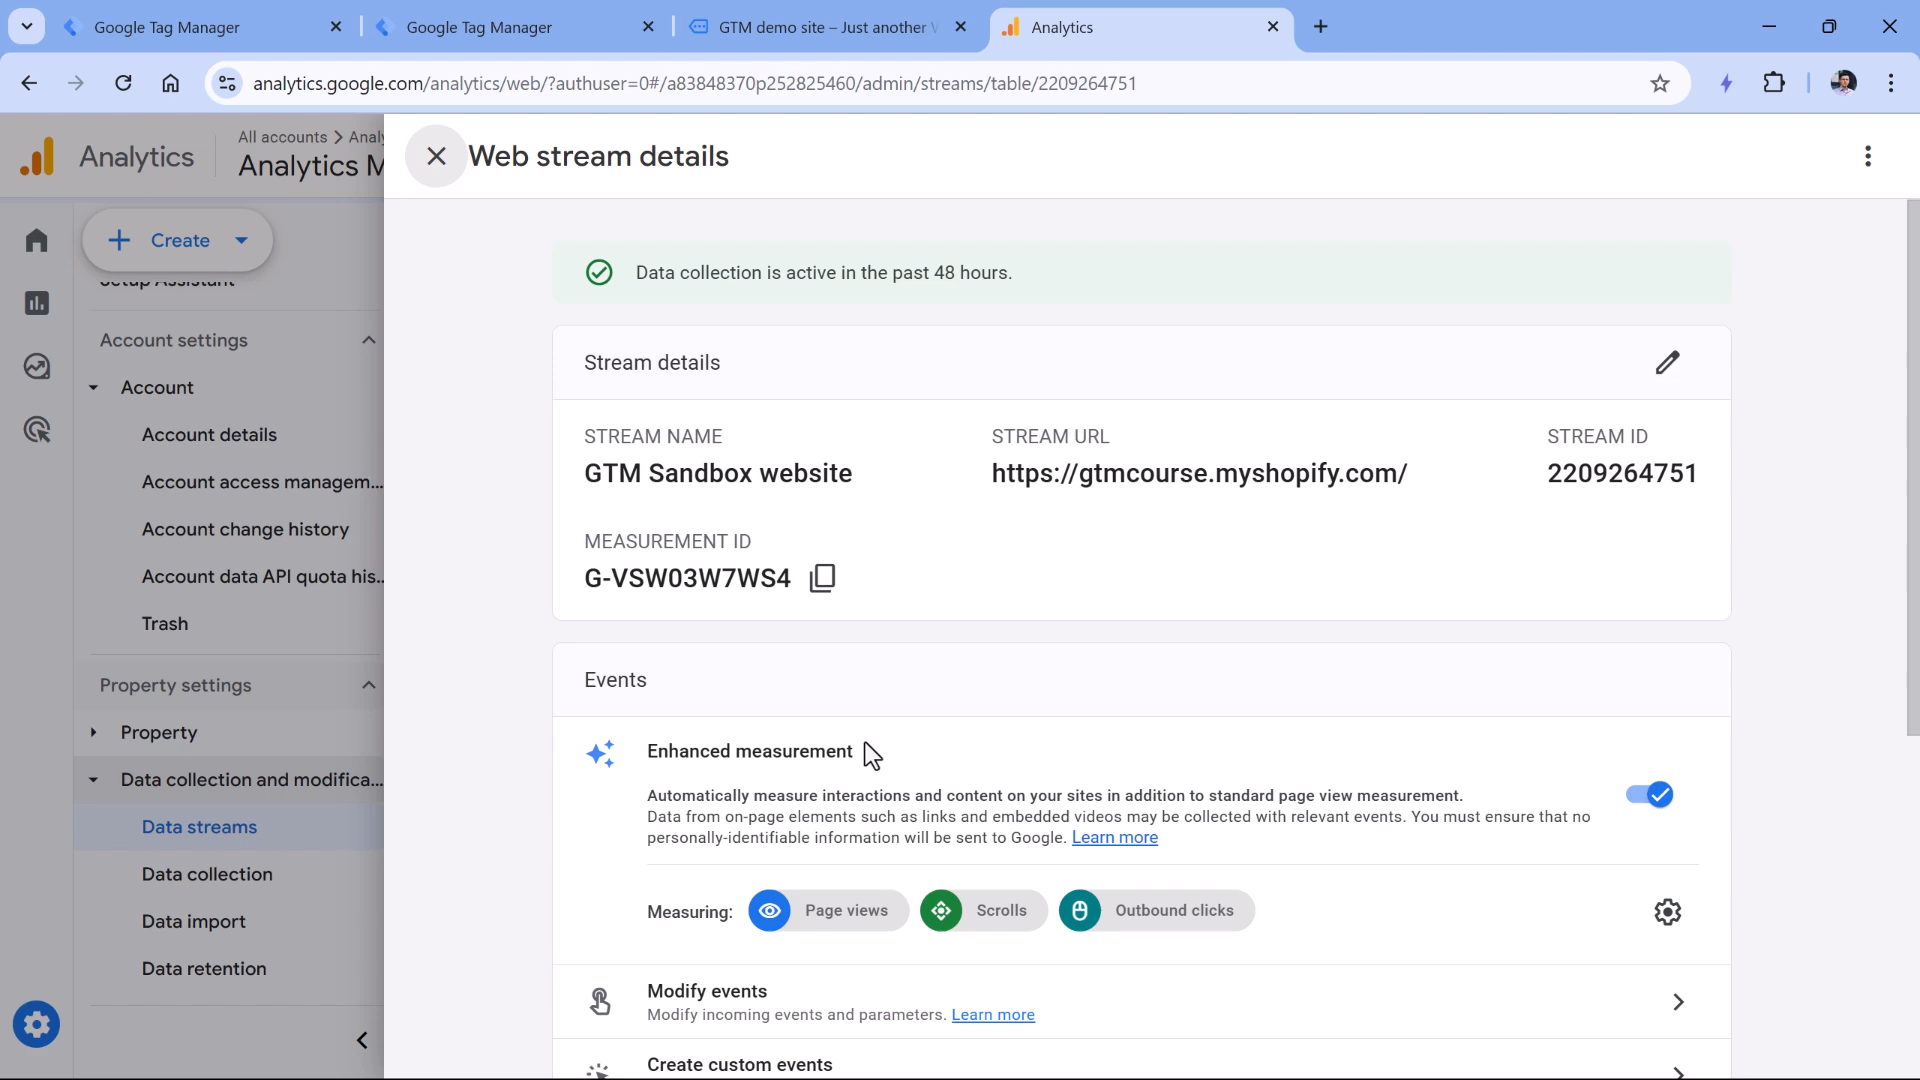 Google Tag Manager
Google Tag Manager
GTM demo site – Just another
Analytics
analytics.google.com/analytics/web/?authuser=0#/a83848370p252825460/admin/streams/table/2209264751
Analytics
All accounts > Analy
Analytics M
Web stream details
Create
Setup Assistant
Account settings
Account
Account details
Account access managem...
Account change history
Account data API quota his...
Trash
Property settings
Property
Data collection and modifica...
Data streams
Data collection
Data import
Data retention
Data collection is active in the past 48 hours.
Stream details
STREAM NAME
GTM Sandbox website
STREAM URL
https://gtmcourse.myshopify.com/
STREAM ID
2209264751
MEASUREMENT ID
G-VSW03W7WS4
Events
Enhanced measurement
Automatically measure interactions and content on your sites in addition to standard page view measurement.
Data from on-page elements such as links and embedded videos may be collected with relevant events. You must ensure that no
personally-identifiable information will be sent to Google. Learn more
Measuring: Page views Scrolls Outbound clicks
Modify events
Modify incoming events and parameters. Learn more
Create custom events